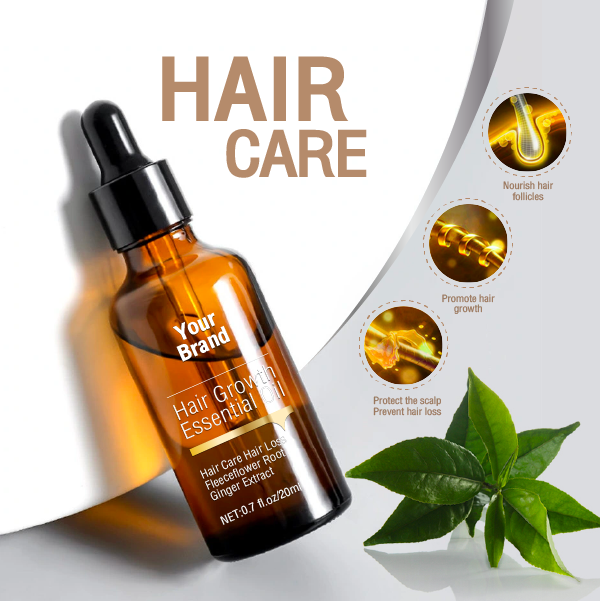 HAIR
CARE
Nourish hair
follicles
Promote hair
growth
Protect the scalp
Prevent hair loss
Your
Brand
Hair Growth
Essential Oil
Hair Care Hair Loss
Fleeceflower Root
Ginger Extract
NET:0.7 fl.oz/20ml